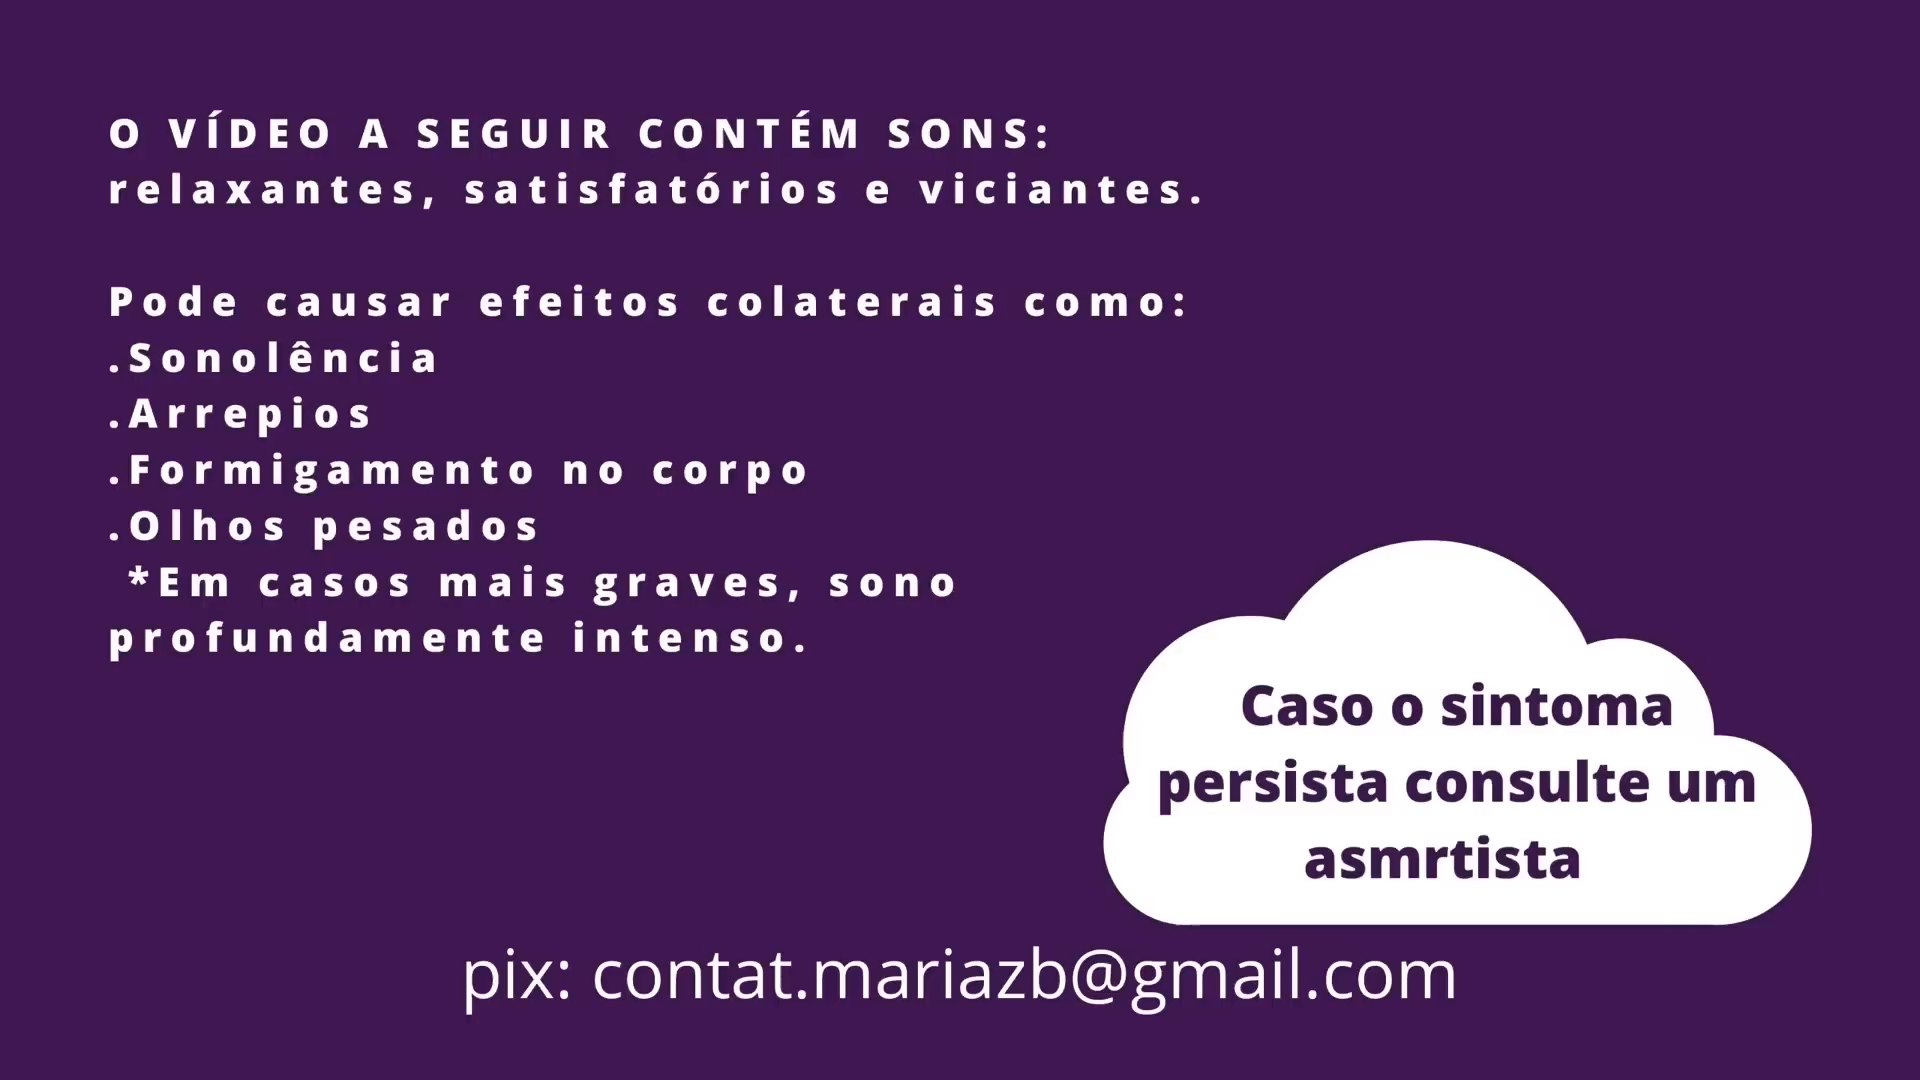 O VÍDEO A SEGUIR CONTÉM SONS:
relaxantes, satisfatórios e viciantes.
Pode causar efeitos colaterais como:
.Sonolência
.Arrepios
.Formigamento no corpo
.Olhos pesados
*Em casos mais graves, sono
profundamente intenso.
Caso o sintoma
persista consulte um
asmrtista
pix: contat.mariazb@gmail.com